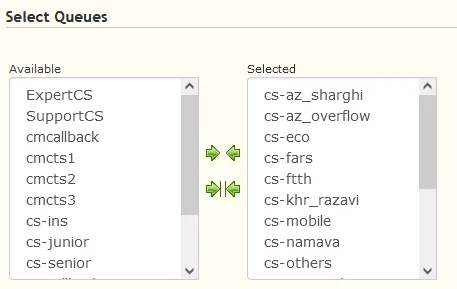 Select Queues
Available
ExpertCS
SupportCS
cmcallback
cmcts1
cmcts2
cmcts3
cs-ins
cs-junior
cs-senior
Selected
cs-az_sharghi
cs-az_overflow
cs-eco
cs-fars
cs-ftth
cs-khr_razavi
cs-mobile
cs-namava
cs-others